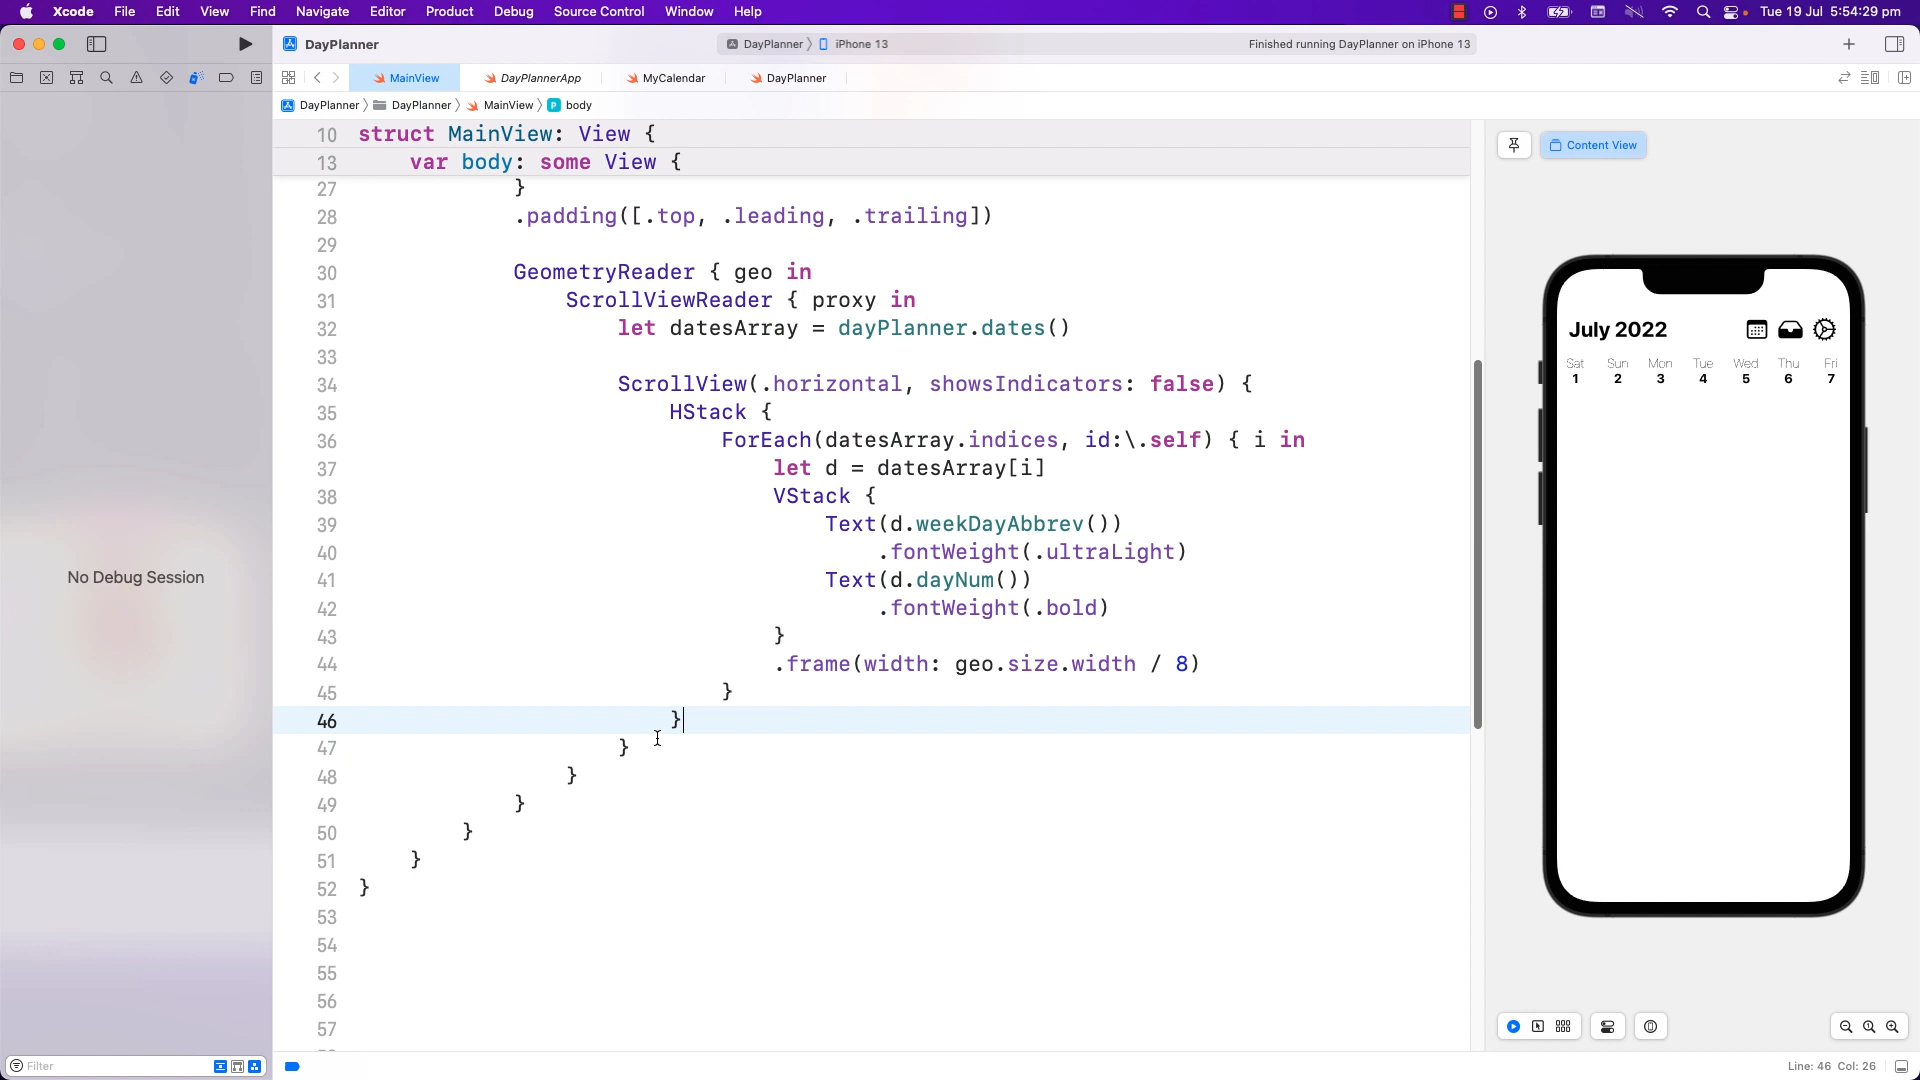 Xcode File Edit View Find Navigate Editor Product Debug Source Control Window Help Tue 19 Jul 5:54:29 pm
DayPlanner DayPlanner iPhone 13 Finished running DayPlanner on iPhone 13
MainView DayPlannerApp MyCalendar DayPlanner
DayPlanner DayPlanner MainView P body
10 struct MainView: View {
13 var body: some View {
27 }
28 .padding([.top, .leading, .trailing])
29
30 GeometryReader { geo in
31 ScrollViewReader { proxy in
32 let datesArray = dayPlanner.dates()
33
34 ScrollView(.horizontal, showsIndicators: false) {
35 HStack {
36 ForEach(datesArray.indices, id:\.self) { i in
37 let d = datesArray[i]
38 VStack {
39 Text(d.weekDayAbbrev())
40 .fontWeight(.ultraLight)
41 Text(d.dayNum())
42 .fontWeight(.bold)
43 }
44 .frame(width: geo.size.width / 8)
45 }
46 }
47 }
48 }
49 }
50 }
51 }
52 }
53
54
55
56
57
No Debug Session
Filter
Content View
July 2022
Sat Sun Mon Tue Wed Thu Fri
1 2 3 4 5 6 7
Line: 46 Col: 26